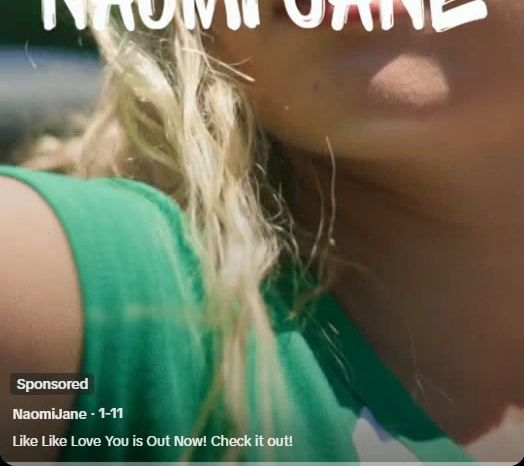 NAOMI JANE
Sponsored
NaomiJane · 1-11
Like Like Love You is Out Now! Check it out!